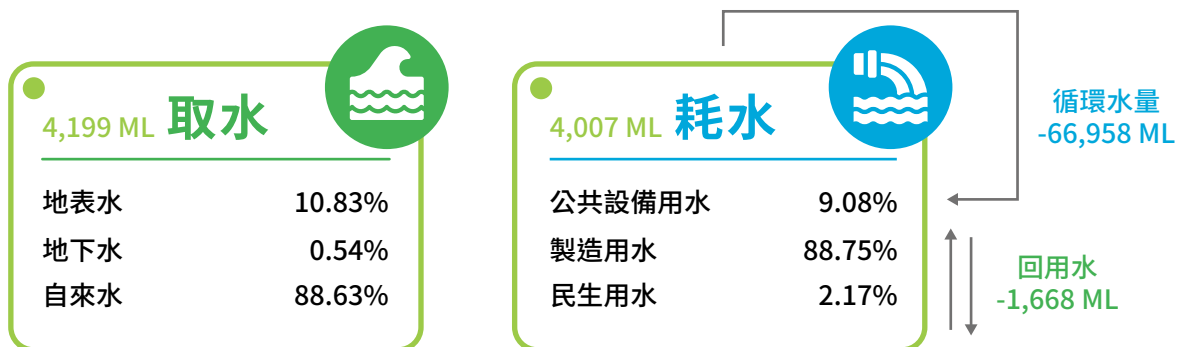 4,199 ML 取水
地表水 10.83%
地下水 0.54%
自來水 88.63%
4,007 ML 耗水
公共設備用水 9.08%
製造用水 88.75%
民生用水 2.17%
循環水量
-66,958 ML
回用水
-1,668 ML